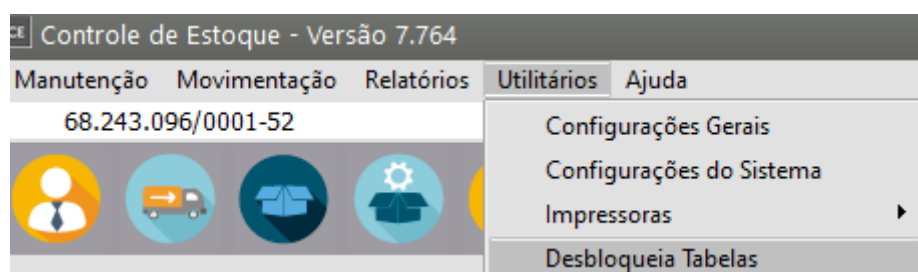 Controle de Estoque - Versão 7.764
Manutenção Movimentação Relatórios Utilitários Ajuda
68.243.096/0001-52
Configurações Gerais
Configurações do Sistema
Impressoras
Desbloqueia Tabelas